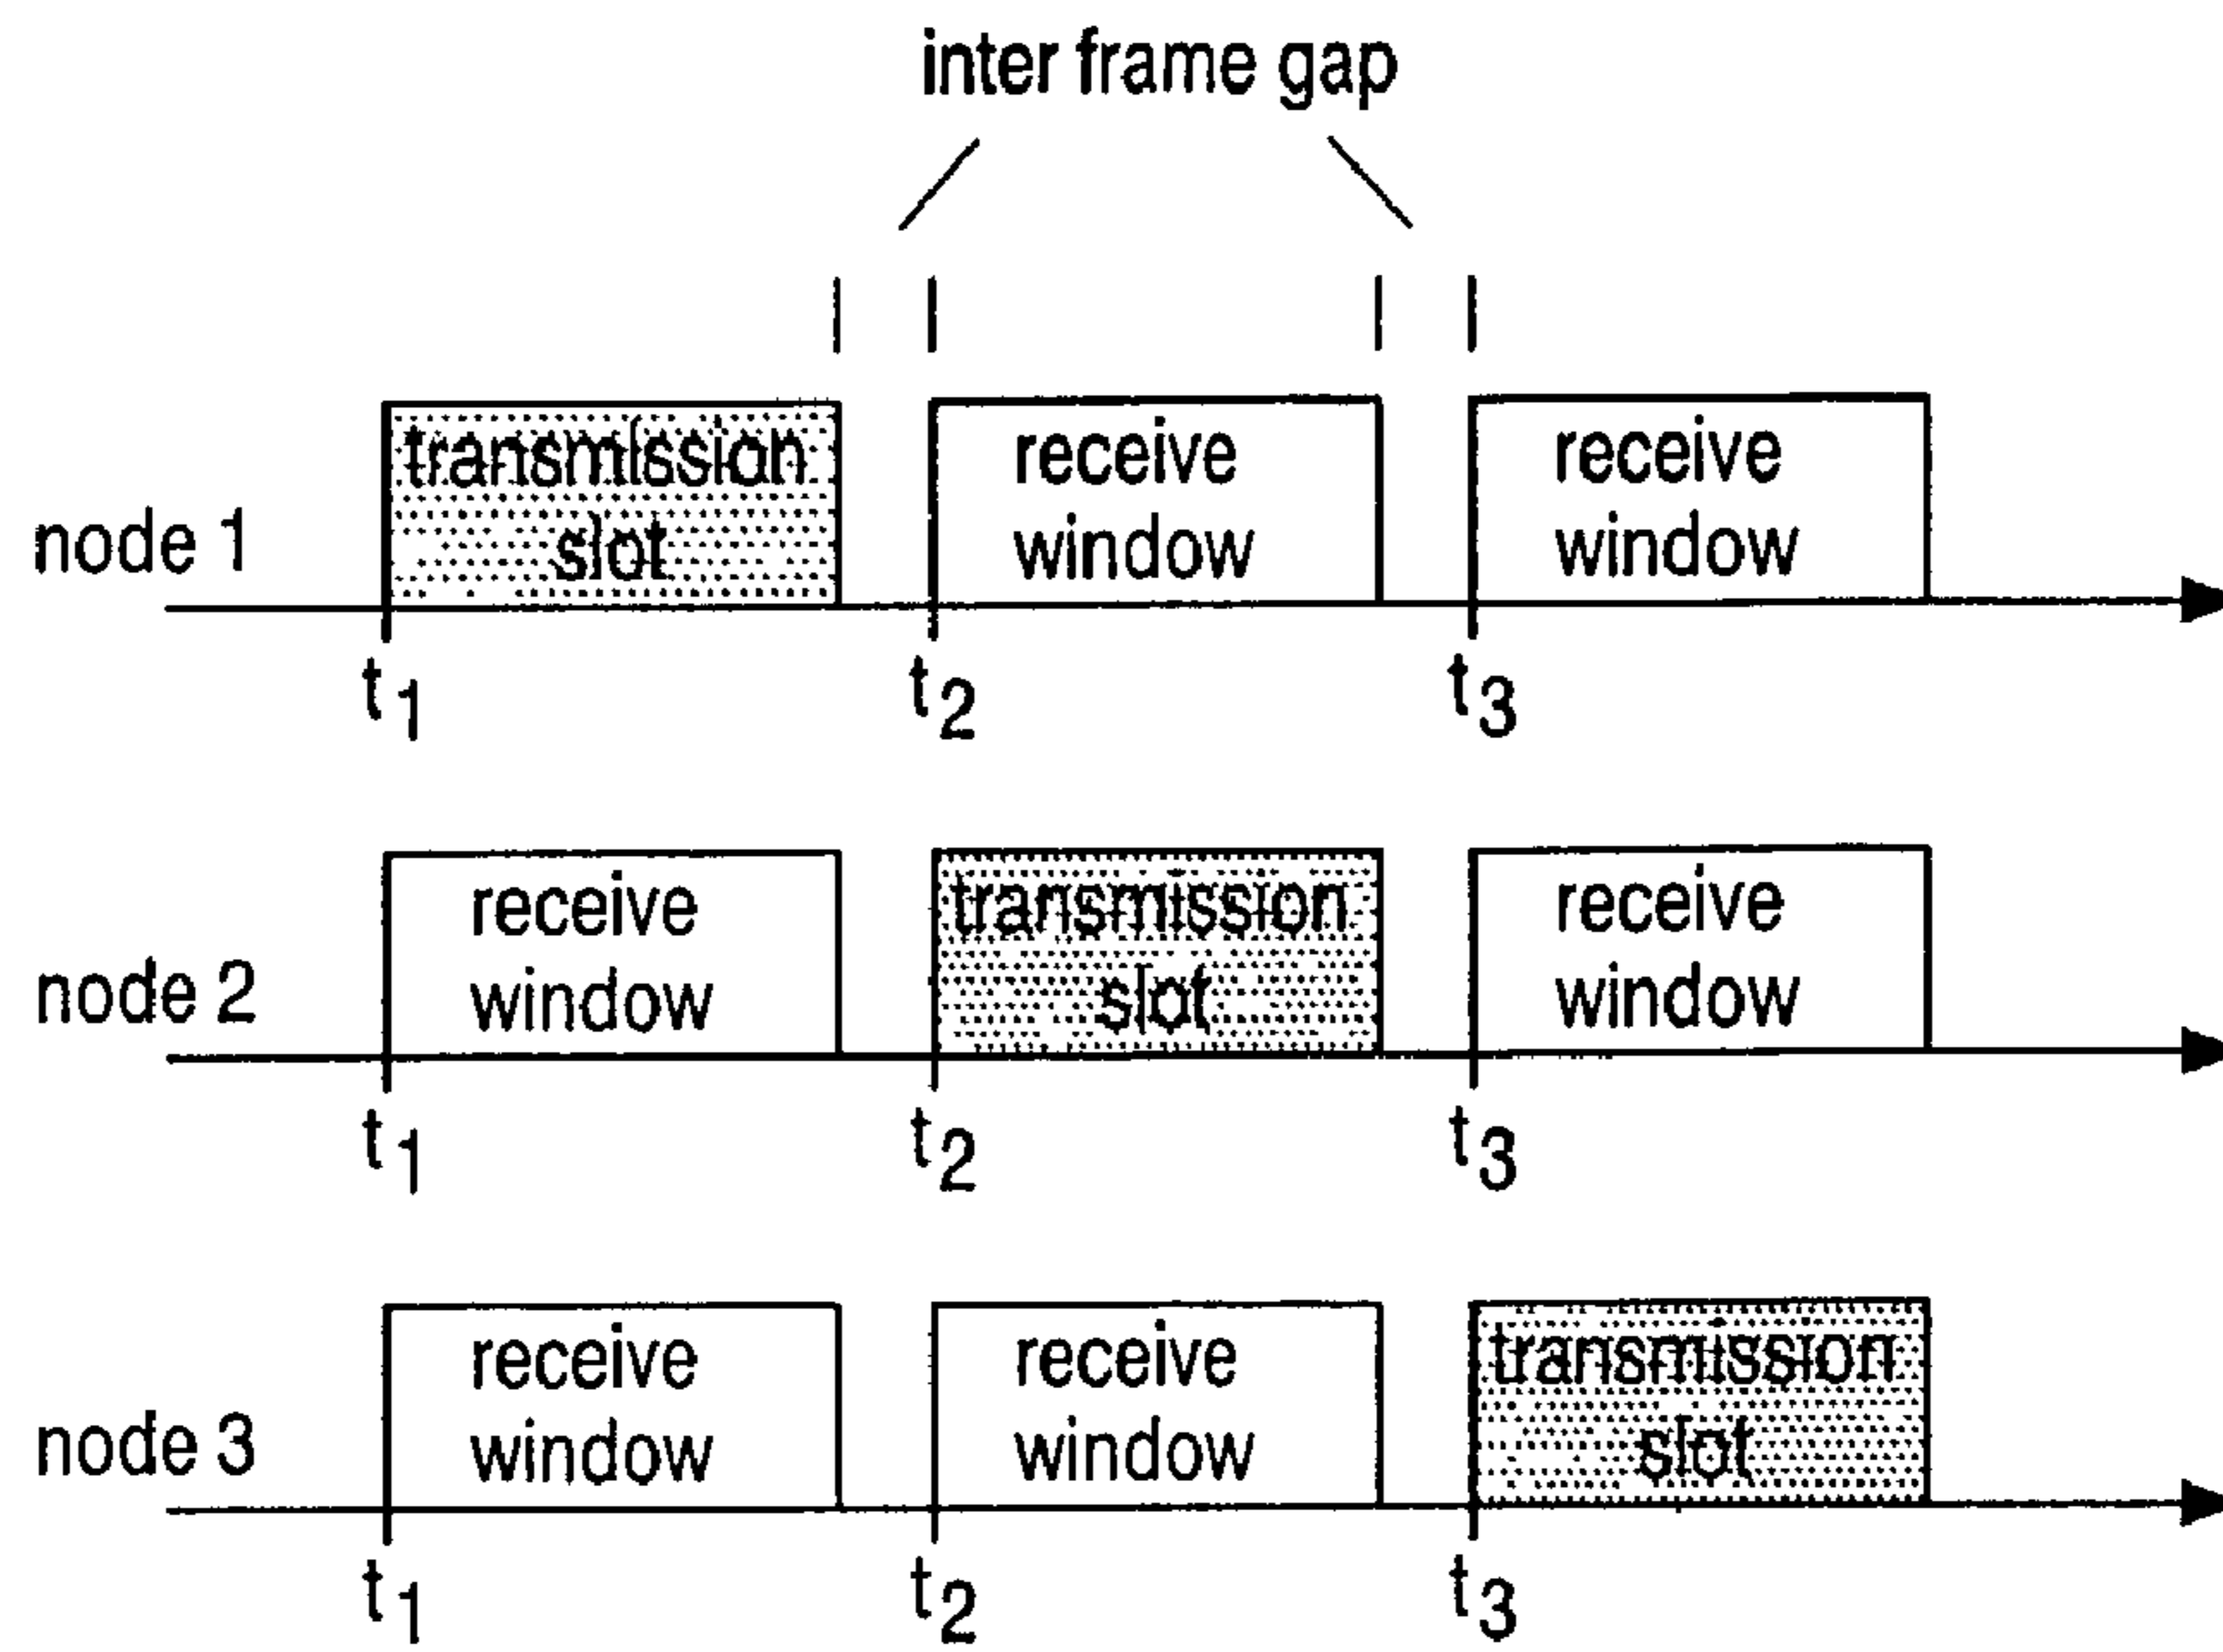 inter frame gap
transmission receive receive
node 1 slot window window
t1 t2 t3
receive transmission receive
node 2 window slot window
t1 t2 t3
receive receive transmission
node 3 window window slot
t1 t2 t3